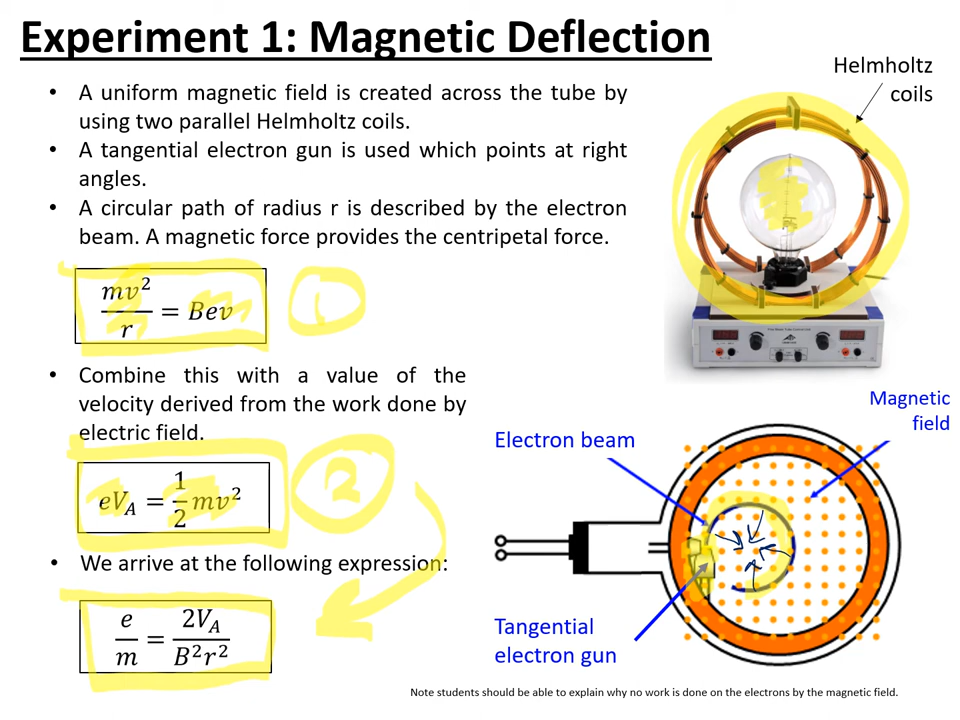 Experiment 1: Magnetic Deflection
Helmholtz
coils
• A uniform magnetic field is created across the tube by
using two parallel Helmholtz coils.
• A tangential electron gun is used which points at right
angles.
• A circular path of radius r is described by the electron
beam. A magnetic force provides the centripetal force.
mv²/r = Bev
1
• Combine this with a value of the
velocity derived from the work done by
electric field.
eV_A = 1/2 mv²
2
• We arrive at the following expression:
e/m = 2V_A/B²r²
Magnetic
field
Electron beam
Tangential
electron gun
Note students should be able to explain why no work is done on the electrons by the magnetic field.